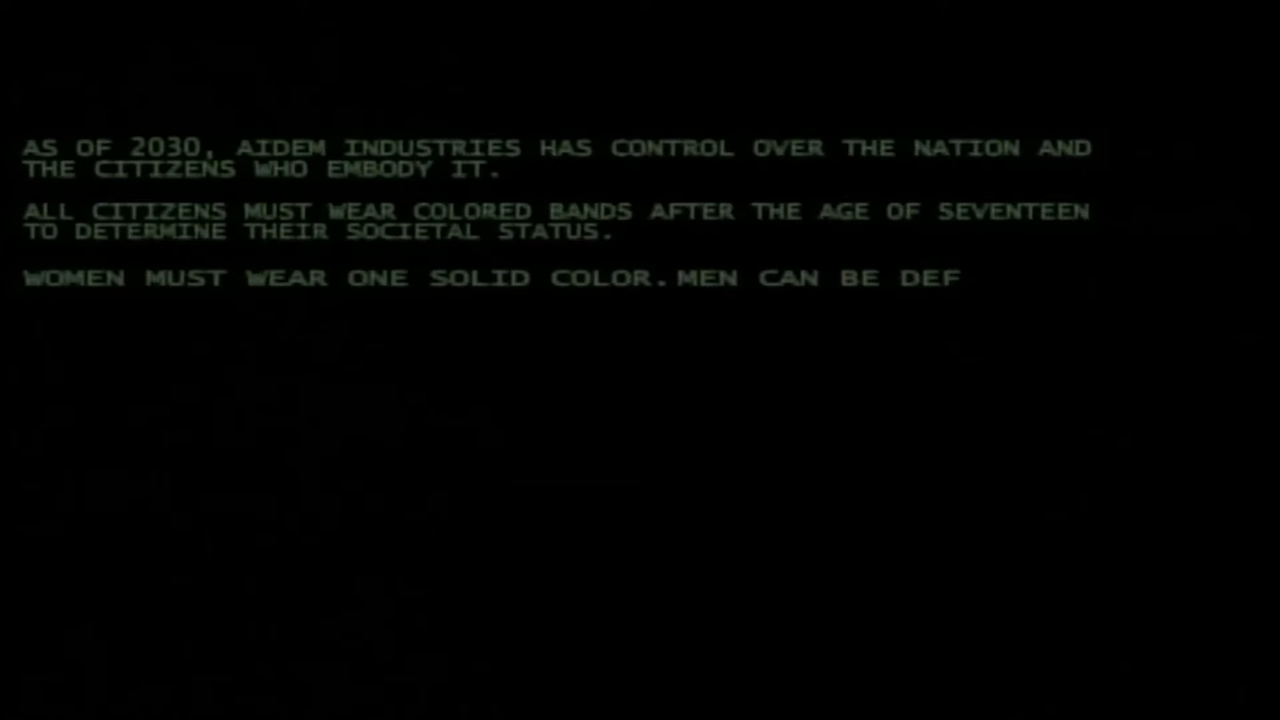 AS OF 2030, AIDEM INDUSTRIES HAS CONTROL OVER THE NATION AND
THE CITIZENS WHO EMBODY IT.
ALL CITIZENS MUST WEAR COLORED BANDS AFTER THE AGE OF SEVENTEEN
TO DETERMINE THEIR SOCIETAL STATUS.
WOMEN MUST WEAR ONE SOLID COLOR.MEN CAN BE DEF